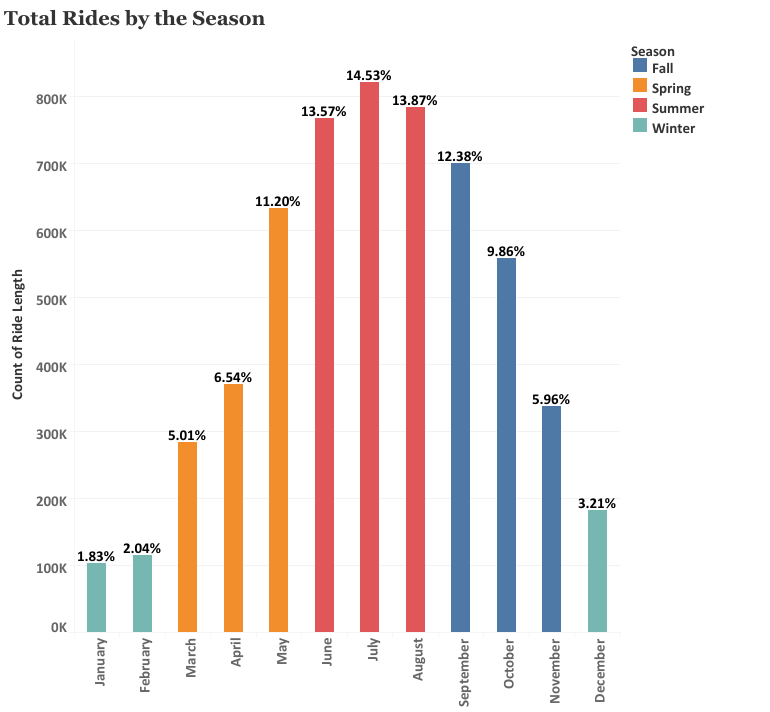 Total Rides by the Season
Season
Fall
Spring
Summer
Winter
Count of Ride Length
800K
700K
600K
500K
400K
300K
200K
100K
0K
1.83%
2.04%
5.01%
6.54%
11.20%
13.57%
14.53%
13.87%
12.38%
9.86%
5.96%
3.21%
January
February
March
April
May
June
July
August
September
October
November
December